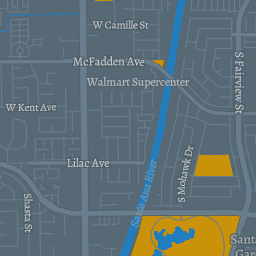 W Camille St
McFadden Ave
Walmart Supercenter
S Fairview St
W Kent Ave
Lilac Ave
Santa Ana River
S Mohawk Dr
Shasta St
Santa